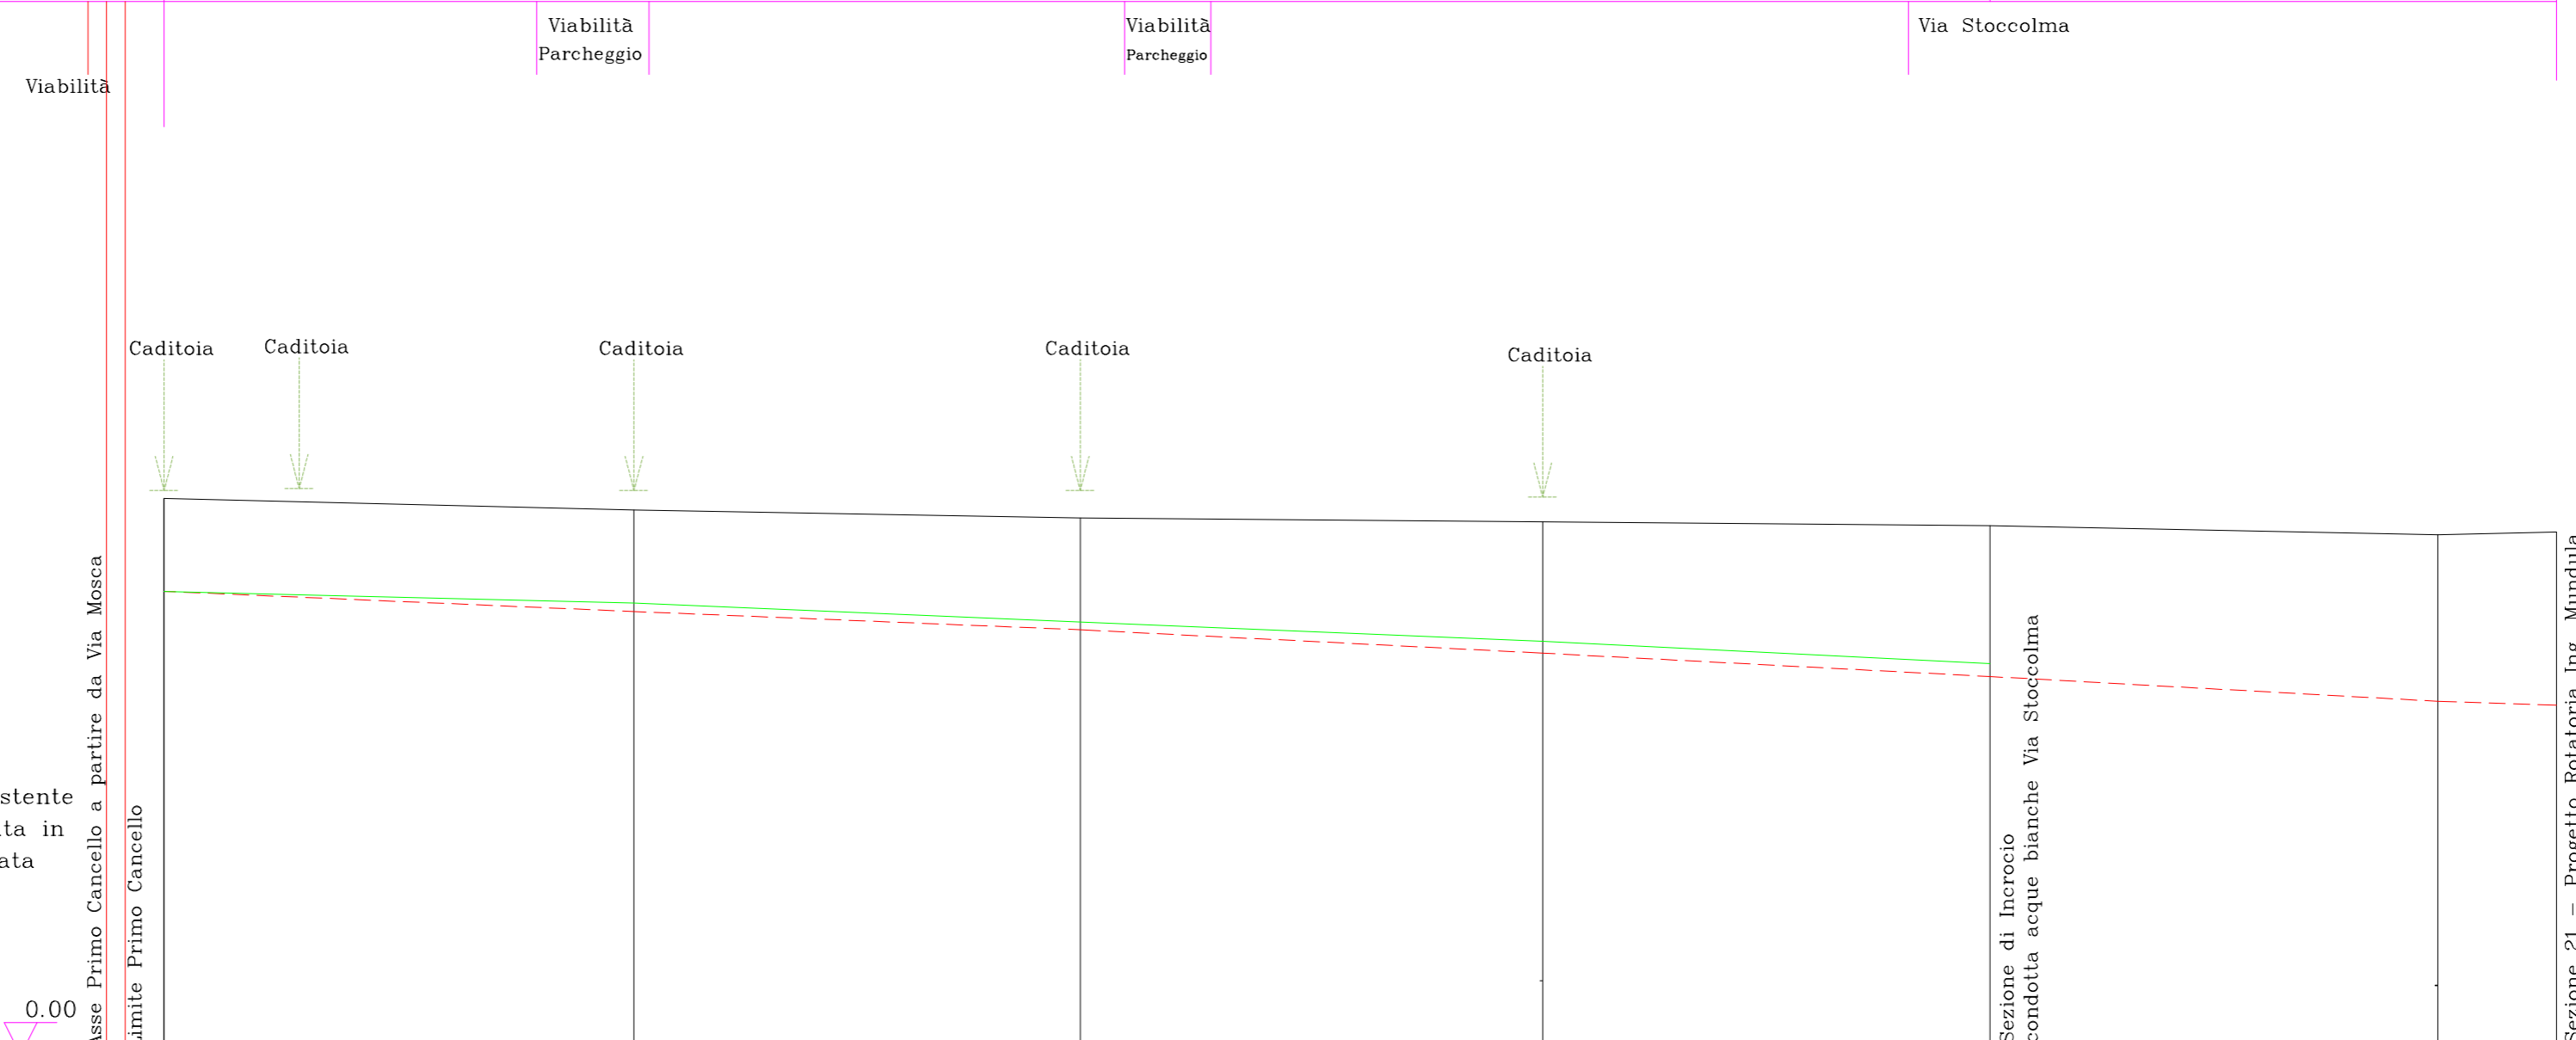 Viabilità
Parcheggio
Viabilità
Parcheggio
Via Stoccolma
Viabilità
Caditoia
Caditoia
Caditoia
Caditoia
Caditoia
Asse Primo Cancello a partire da Via Mosca
Limite Primo Cancello
stente
ta in
ata
0.00
Sezione di Incrocio
condotta acque bianche Via Stoccolma
Sezione 21 - Progetto Rotatoria Ing. Mundula